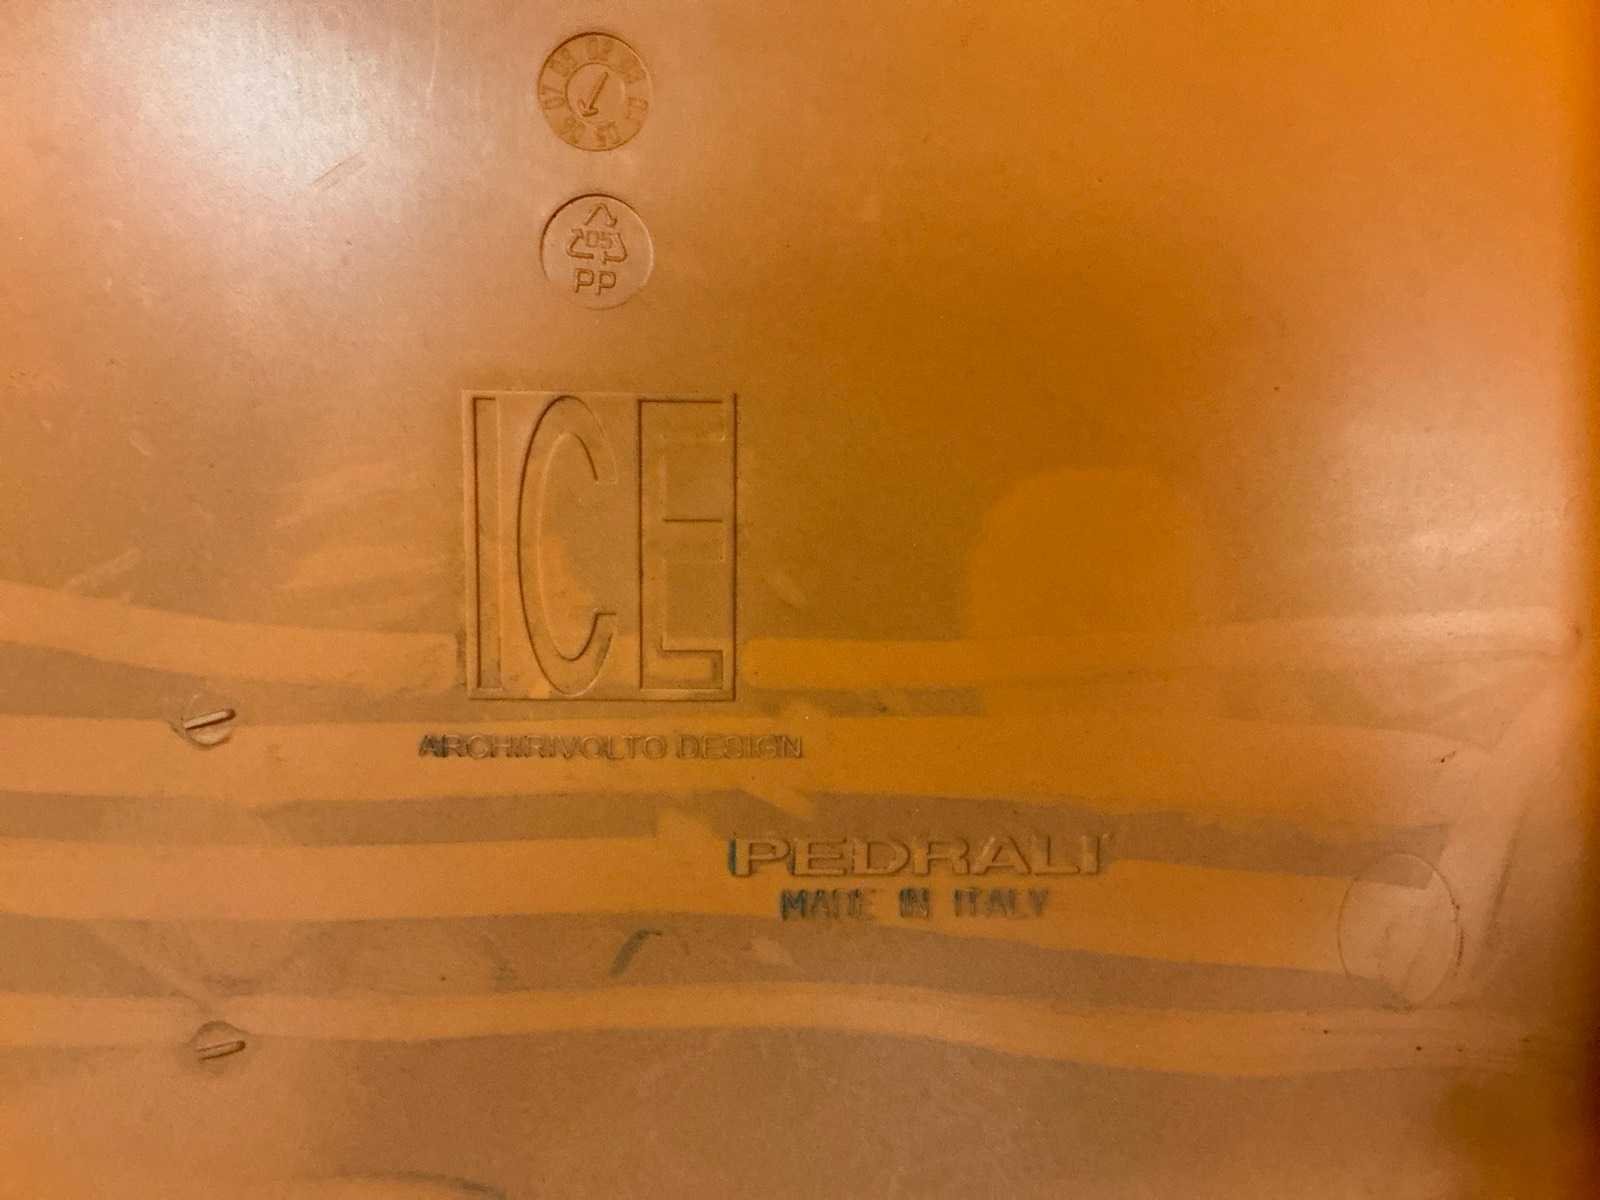 05
PP
ICE
ARCHIRIVOLTO DESIGN
PEDRALI
MADE IN ITALY